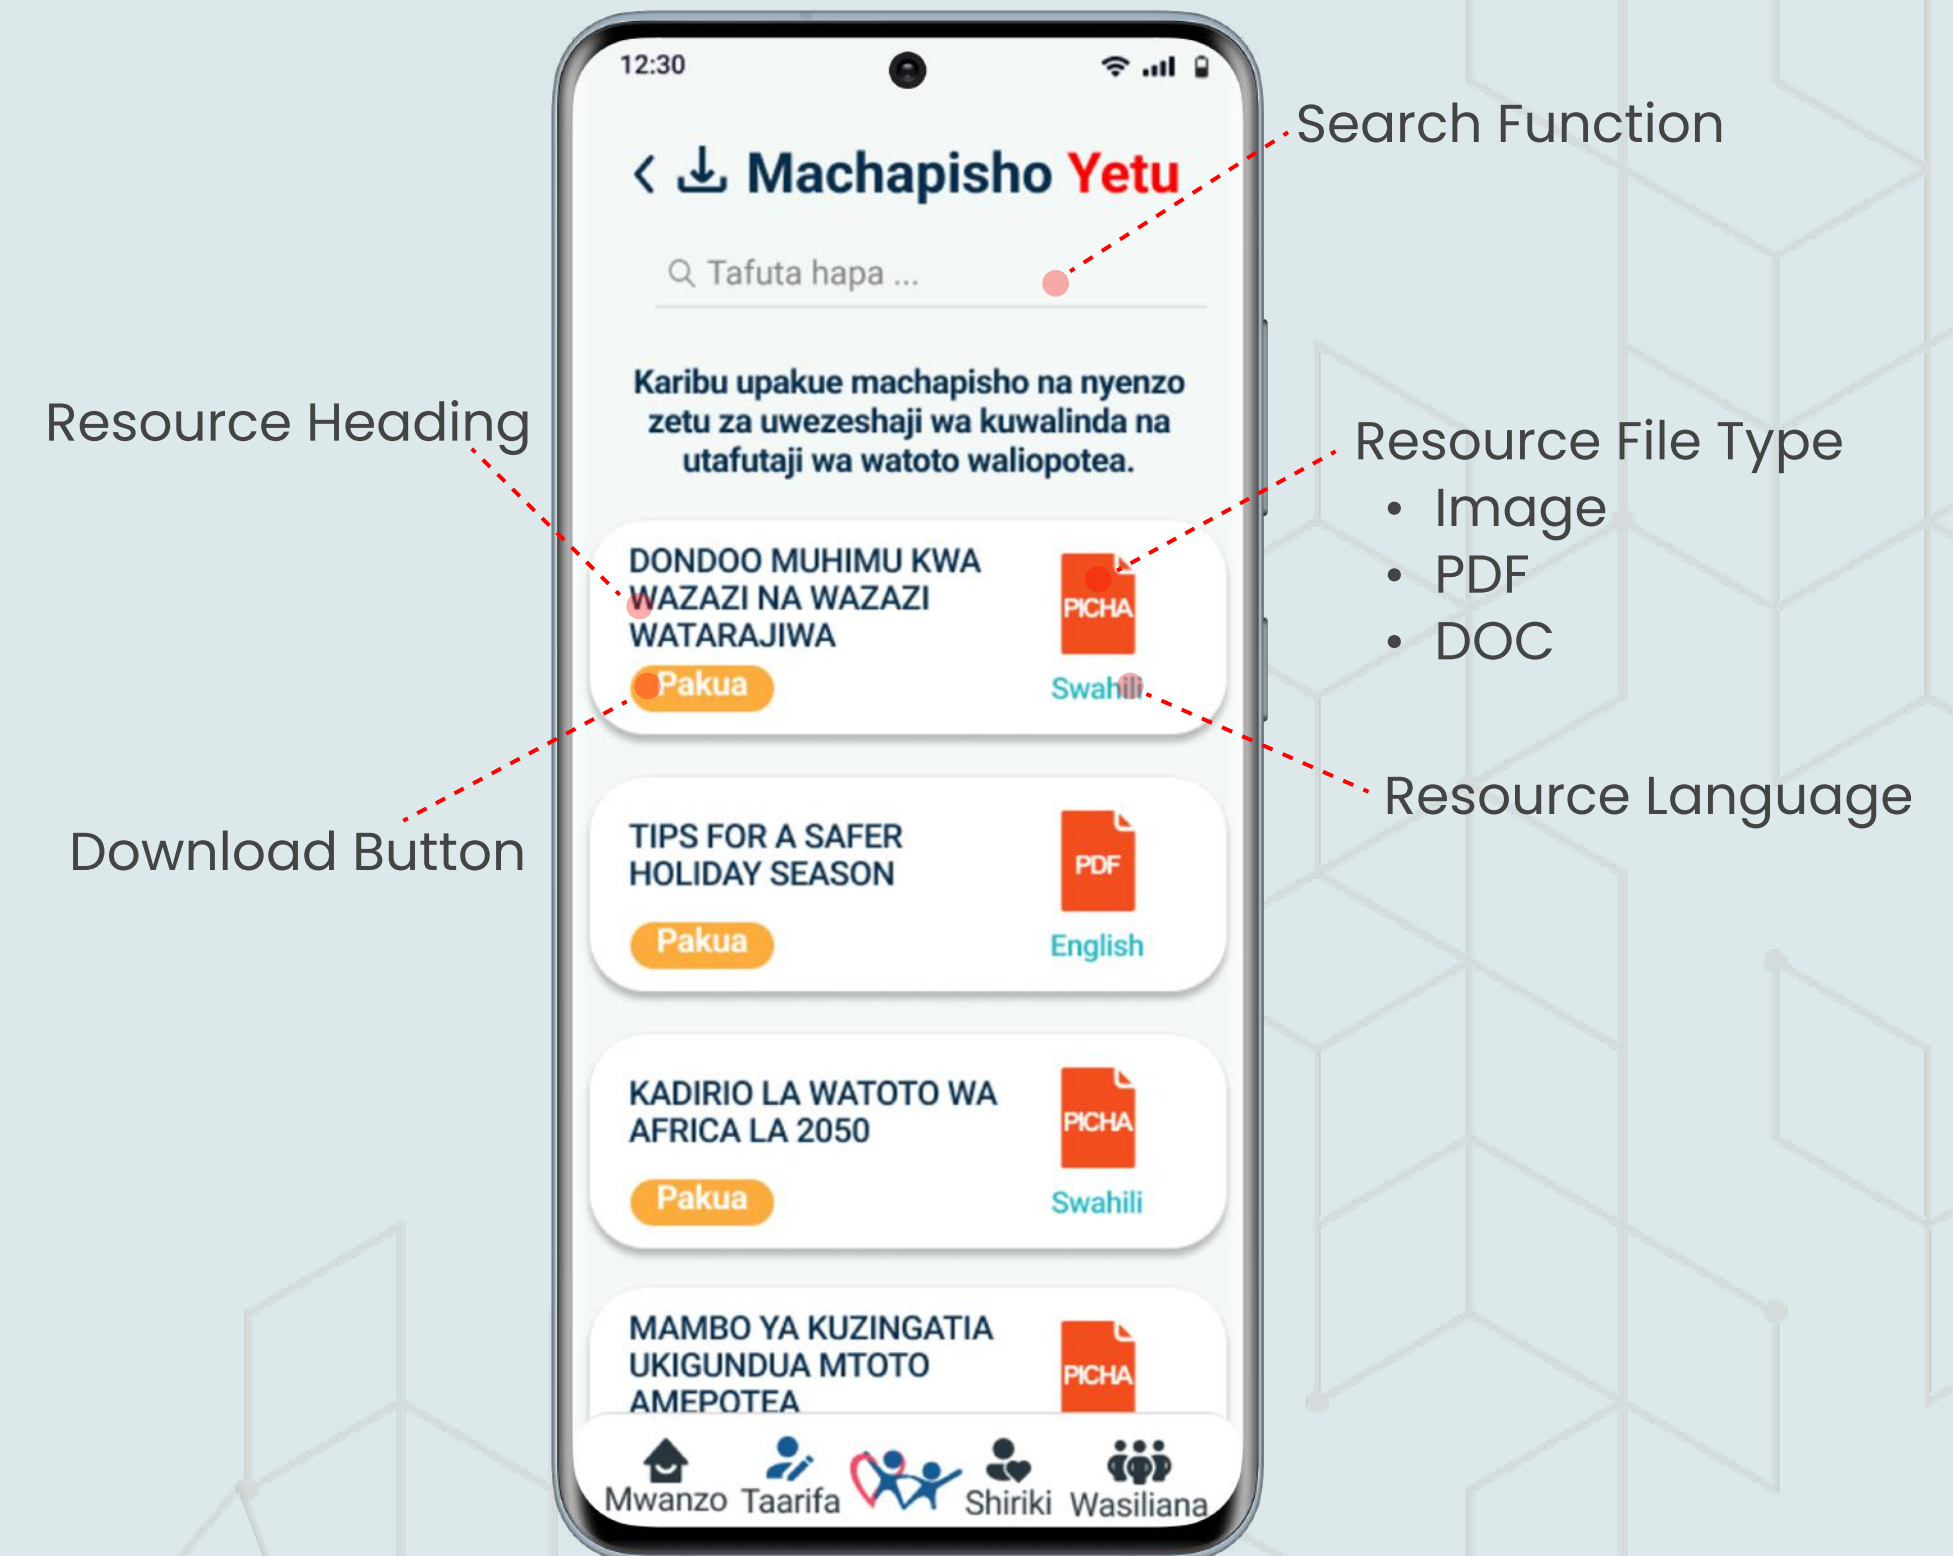 12:30
Search Function
Machapisho Yetu
Tafuta hapa ...
Karibu upakue machapisho na nyenzo
zetu za uwezeshaji wa kuwalinda na
utafutaji wa watoto waliopotea.
Resource Heading
Resource File Type
• Image
• PDF
• DOC
DONDOO MUHIMU KWA
WAZAZI NA WAZAZI
WATARAJIWA
PICHA
Pakua
Swahili
Resource Language
Download Button
TIPS FOR A SAFER
HOLIDAY SEASON
PDF
Pakua
English
KADIRIO LA WATOTO WA
AFRICA LA 2050
PICHA
Pakua
Swahili
MAMBO YA KUZINGATIA
UKIGUNDUA MTOTO
AMEPOTEA
PICHA
Mwanzo
Taarifa
Shiriki
Wasiliana